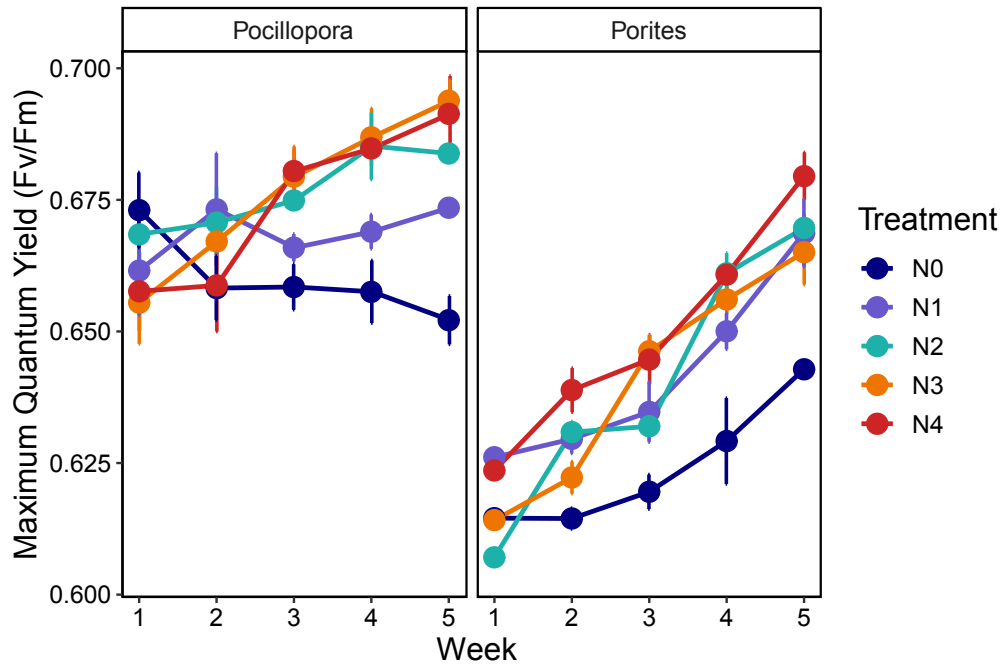 Pocillopora
Porites
Maximum Quantum Yield (Fv/Fm)
0.700
0.675
0.650
0.625
0.600
1 2 3 4 5
1 2 3 4 5
Week
Treatment
N0
N1
N2
N3
N4